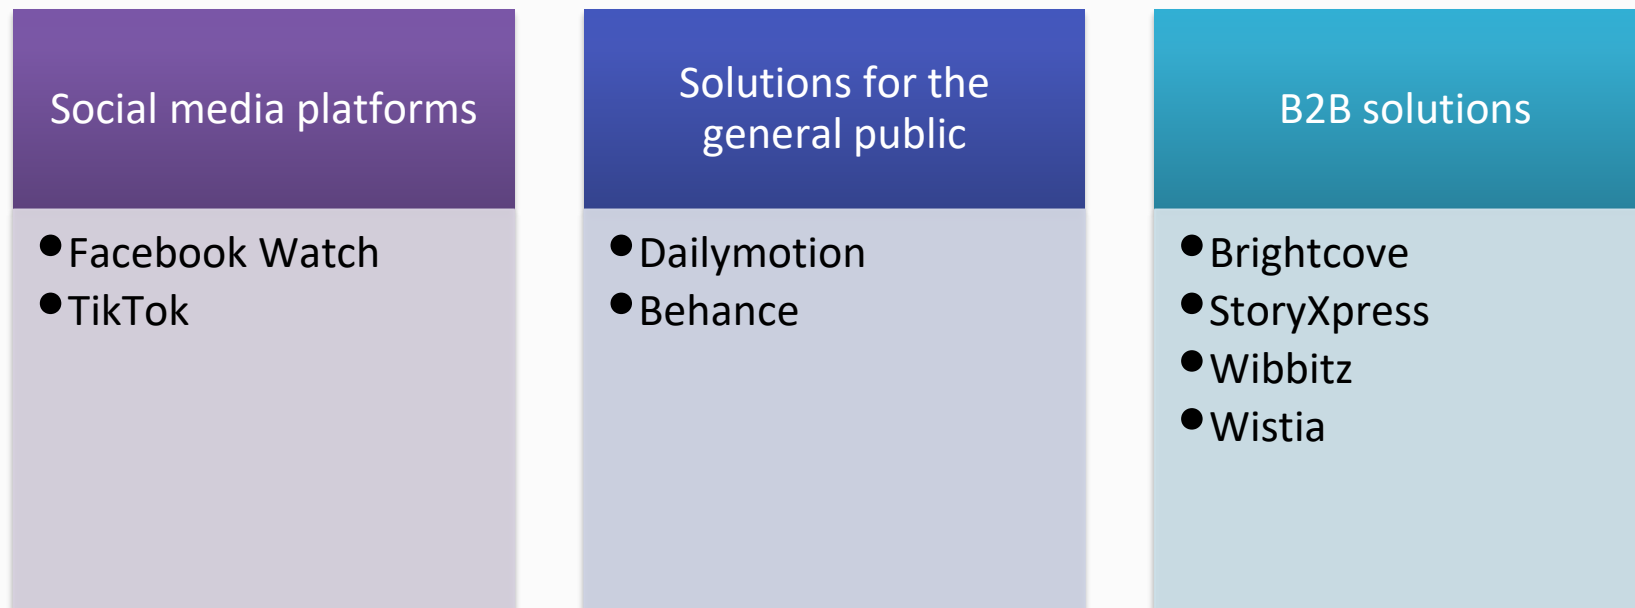 Social media platforms
• Facebook Watch
• TikTok
Solutions for the
general public
• Dailymotion
• Behance
B2B solutions
• Brightcove
• StoryXpress
• Wibbitz
• Wistia